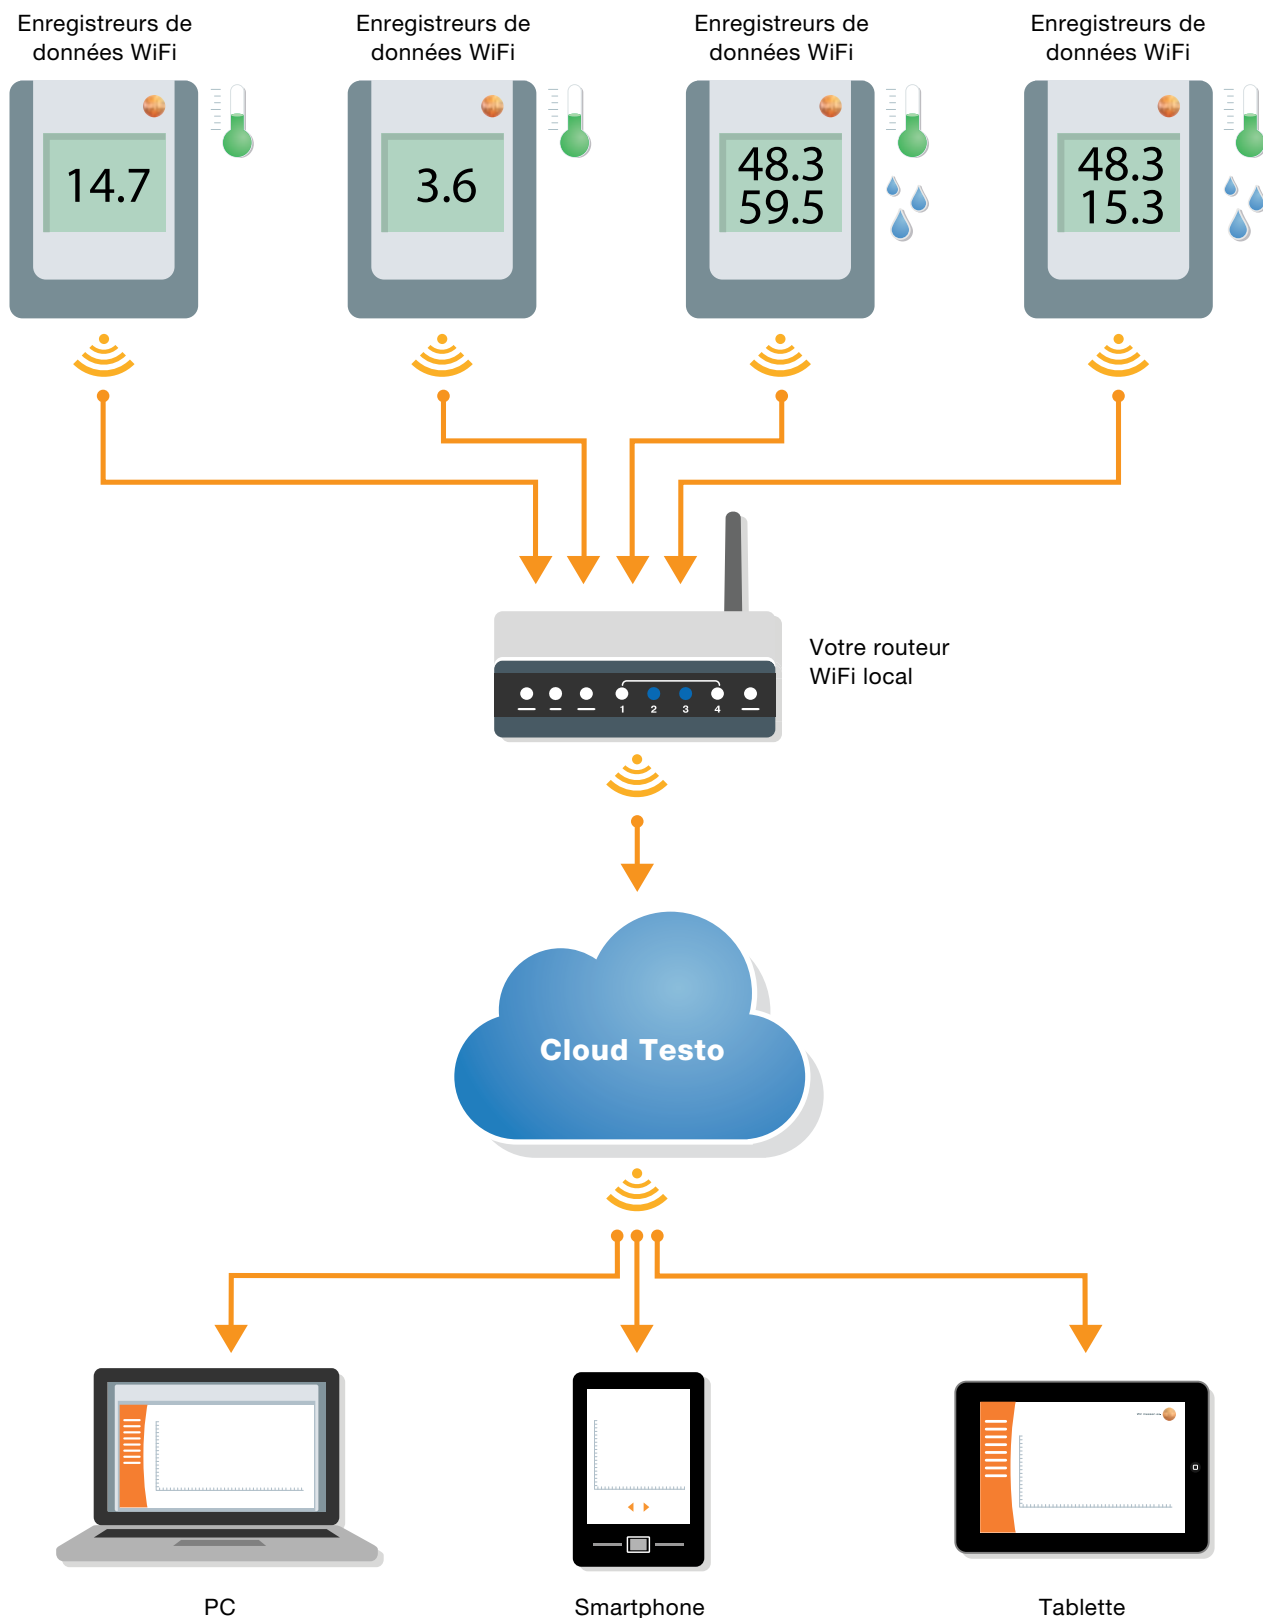 Enregistreurs de
données WiFi
Enregistreurs de
données WiFi
Enregistreurs de
données WiFi
Enregistreurs de
données WiFi
14.7
3.6
48.3
59.5
48.3
15.3
Votre routeur
WiFi local
1 2 3 4
Cloud Testo
PC
Smartphone
Tablette